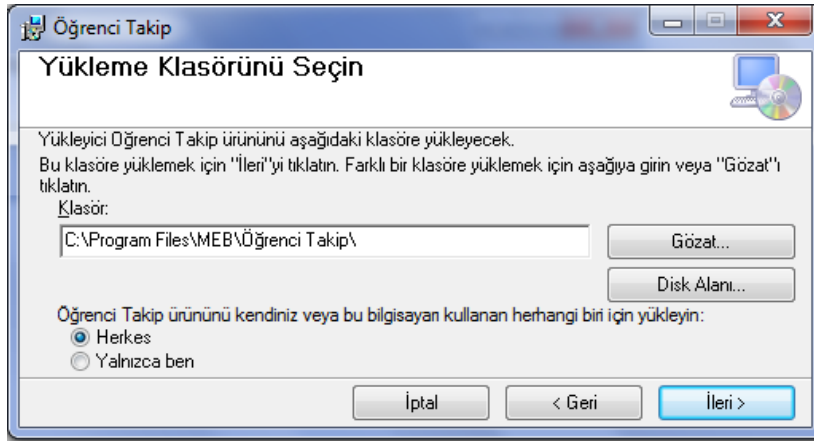 Öğrenci Takip
Yükleme Klasörünü Seçin
Yükleyici Öğrenci Takip ürününü aşağıdaki klasöre yükleyecek.
Bu klasöre yüklemek için "İleri"yi tıklatın. Farklı bir klasöre yüklemek için aşağıya girin veya "Gözat"ı
tıklatın.
Klasör:
C:\Program Files\MEB\Öğrenci Takip\
Gözat...
Disk Alanı...
Öğrenci Takip ürününü kendiniz veya bu bilgisayarı kullanan herhangi biri için yükleyin:
Herkes
Yalnızca ben
İptal
< Geri
İleri >